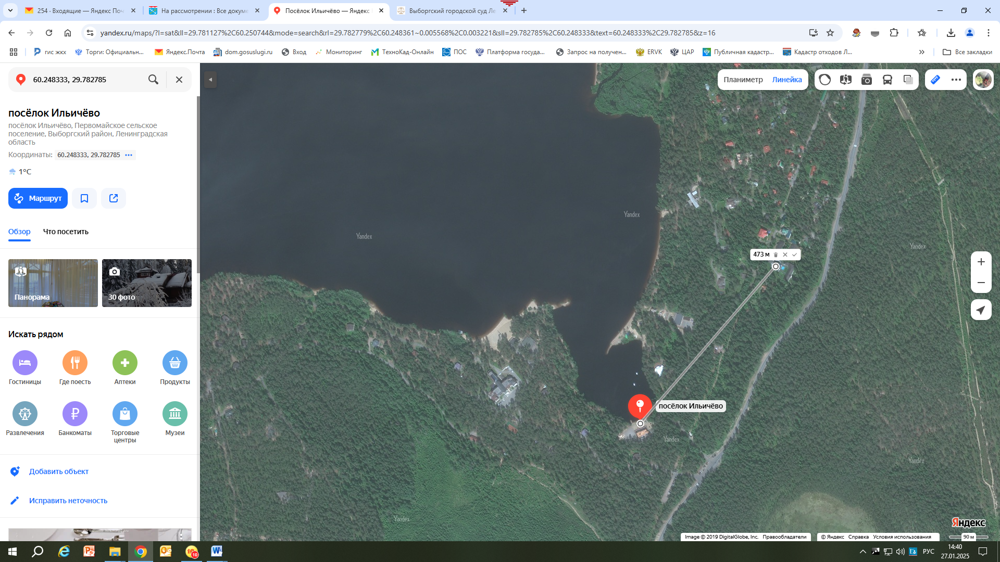 254 · Входящие — Яндекс Поч
На рассмотрении : Все докуме
Посёлок Ильичёво — Яндекс
Выборгский городской суд Ле
yandex.ru/maps/?l=sat&ll=29.781127%2C60.250744&mode=search&rl=29.782779%2C60.248361~0.005568%2C0.003221&sll=29.782785%2C60.248333&text=60.248333%2C29.782785&z=16
гис жкх
Торги: Официальн...
Яндекс.Почта
dom.gosuslugi.ru
Вход
Мониторинг
ТехноКад-Онлайн
ПОС
Платформа госуда...
Запрос на получен...
ERVK
ЦАР
Публичная кадастр...
Кадастр отходов Л...
Все закладки
60.248333, 29.782785
Планиметр
Линейка
посёлок Ильичёво
посёлок Ильичёво, Первомайское сельское
поселение, Выборгский район, Ленинградская
область
Координаты: 60.248333, 29.782785
1°C
Маршрут
Обзор
Что посетить
Панорама
30 фото
Искать рядом
Гостиницы
Где поесть
Аптеки
Продукты
Развлечения
Банкоматы
Торговые
центры
Музеи
Добавить объект
Исправить неточность
Yandex
Yandex
Yandex
473 м
посёлок Ильичёво
Yandex
Yandex
Yandex
Яндекс
Image © 2019 DigitalGlobe, Inc.
Правообладатели
© Яндекс
Справка
Условия использования
90 м
10
РУС
14:40
27.01.2025